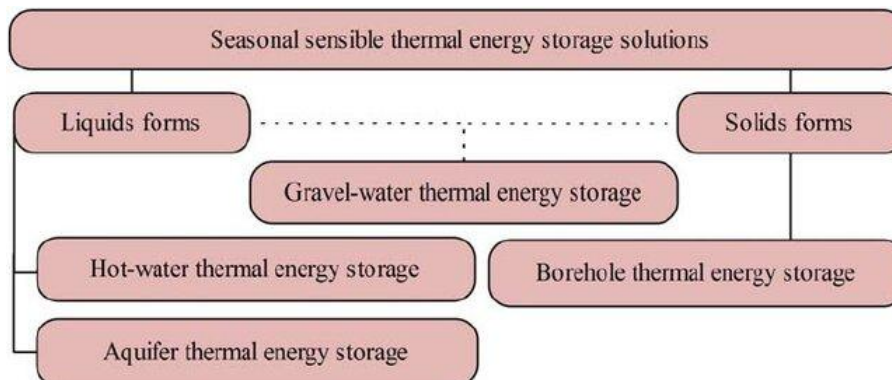 Seasonal sensible thermal energy storage solutions
Liquids forms
Solids forms
Gravel-water thermal energy storage
Hot-water thermal energy storage
Borehole thermal energy storage
Aquifer thermal energy storage